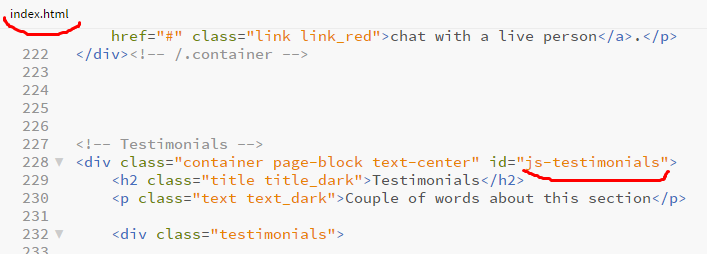 index.html
href="#" class="link link_red">chat with a live person</a>.</p>
222 </div><!-- /.container -->
223
224
225
226
227 <!-- Testimonials -->
228 <div class="container page-block text-center" id="js-testimonials">
229 <h2 class="title title_dark">Testimonials</h2>
230 <p class="text text_dark">Couple of words about this section</p>
231
232 <div class="testimonials">
233